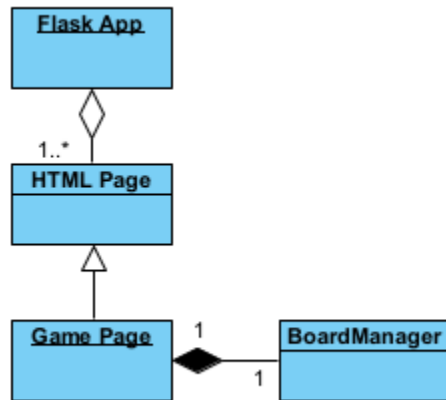 Flask App
1..*
HTML Page
Game Page
1
BoardManager
1